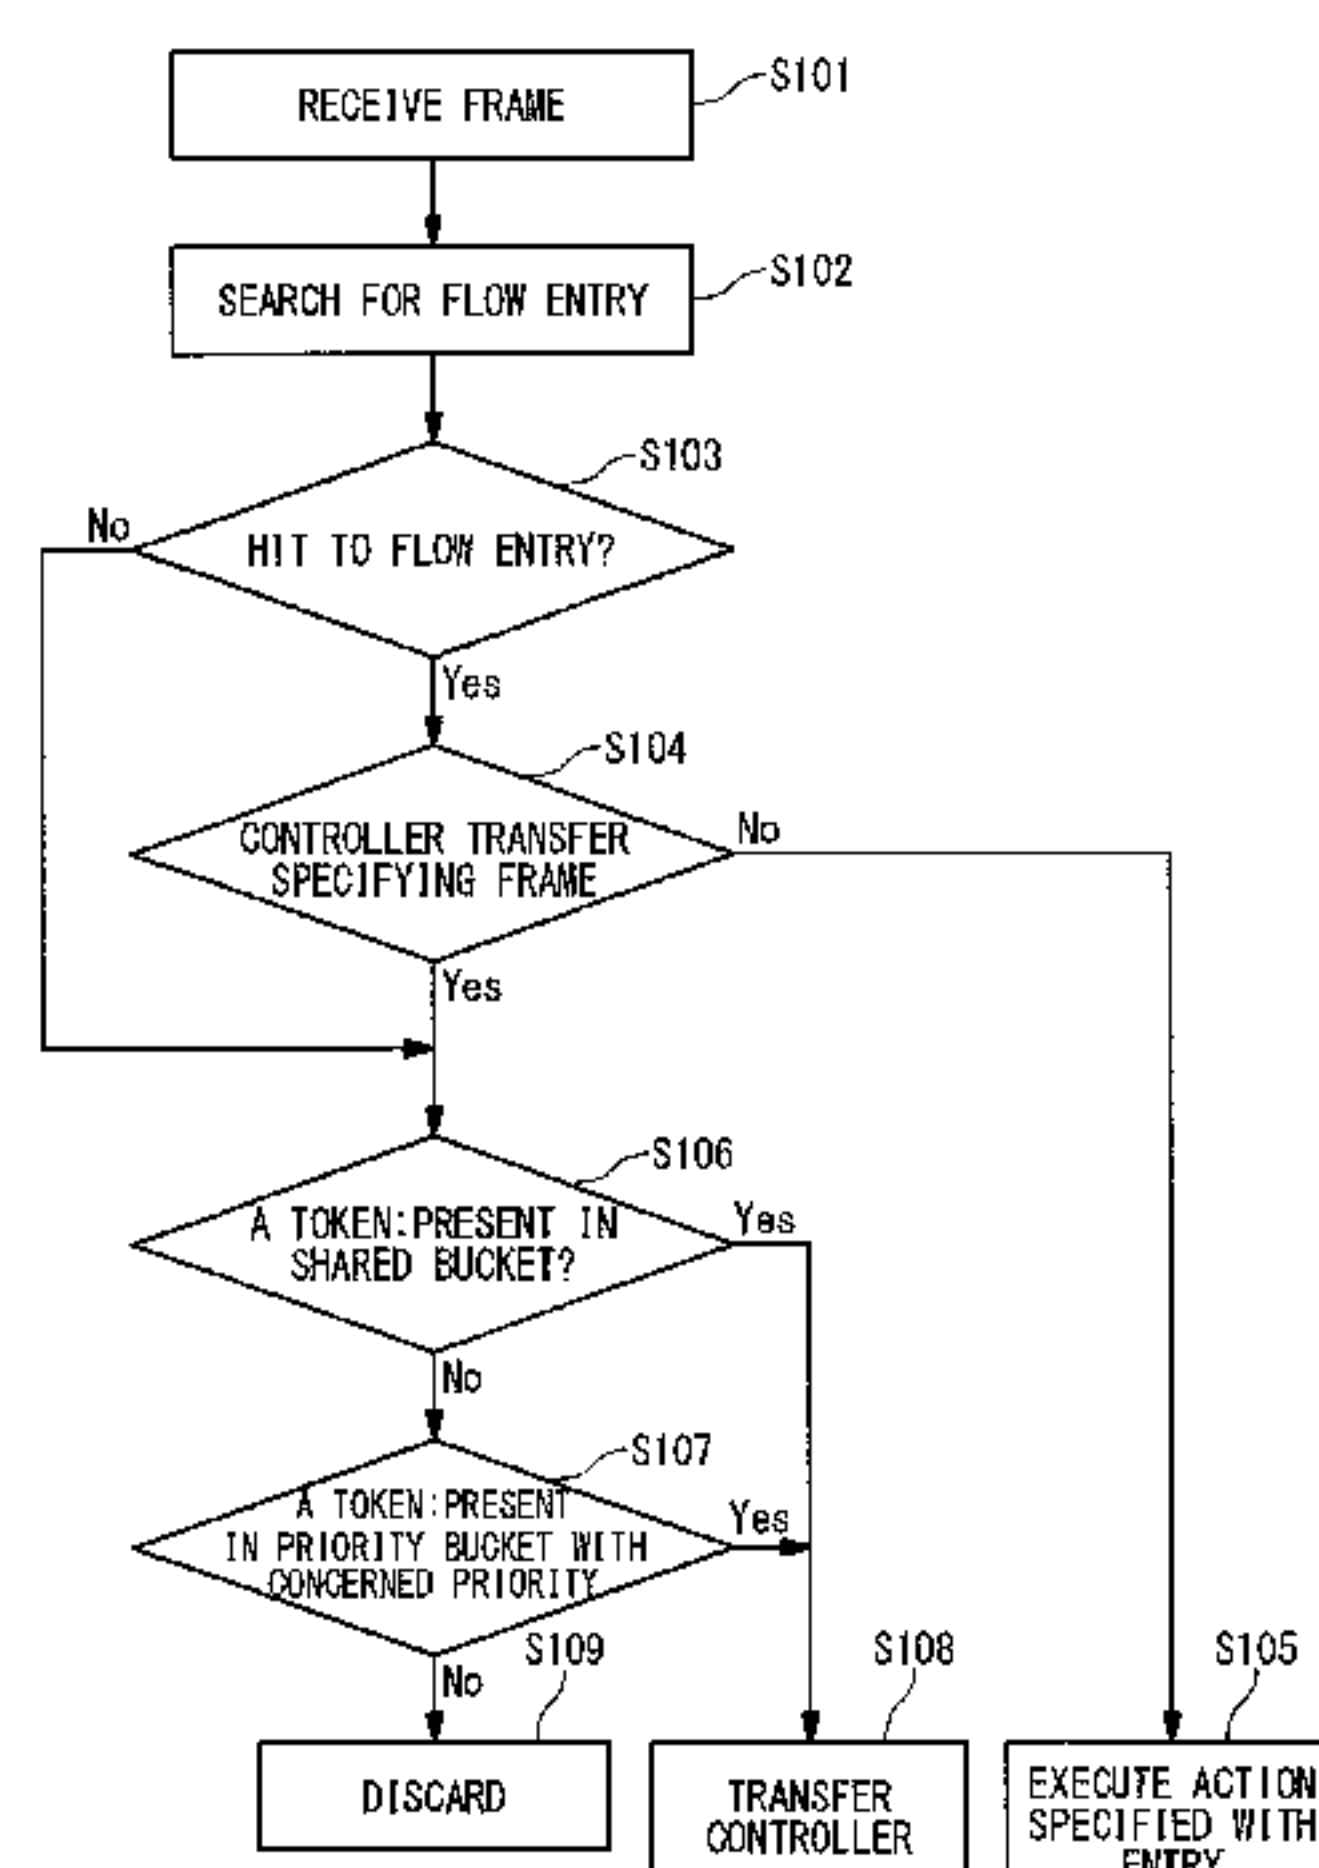 RECEIVE FRAME
S101
SEARCH FOR FLOW ENTRY
S102
S103
No
HIT TO FLOW ENTRY?
Yes
S104
CONTROLLER TRANSFER
SPECIFYING FRAME
No
Yes
S106
A TOKEN:PRESENT IN
SHARED BUCKET?
Yes
No
S107
A TOKEN:PRESENT
IN PRIORITY BUCKET WITH
CONCERNED PRIORITY
Yes
No
S109
S108
S105
DISCARD
TRANSFER
CONTROLLER
EXECUTE ACTION
SPECIFIED WITH
ENTRY